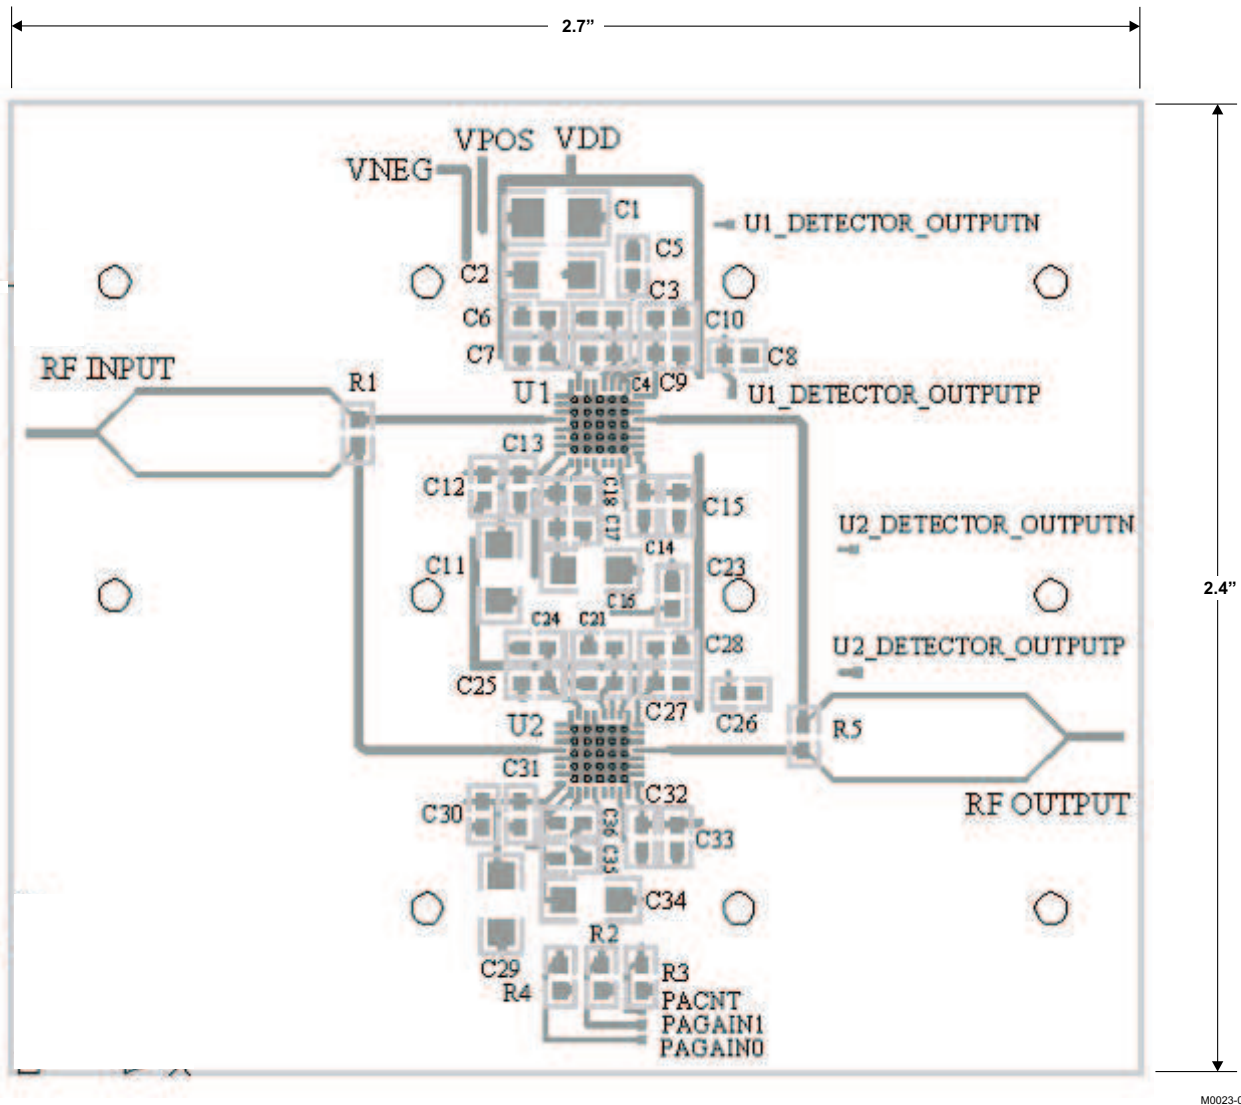 2.7”
VPOS VDD
VNEG
C1
U1_DETECTOR_OUTPUTN
C5
C2
C3
C6
C10
C7
C8
RF INPUT
R1
U1
C4
C9
U1_DETECTOR_OUTPUTP
C13
C12
C18
C15
U2_DETECTOR_OUTPUTN
C17
C14
C11
C23
2.4”
C16
C24
C21
C28
U2_DETECTOR_OUTPUTP
C25
C27
U2
C26
R5
C31
C32
RF OUTPUT
C30
C36
C33
C35
C34
R2
C29
R3
R4
PACNT
PAGAIN1
PAGAIN0